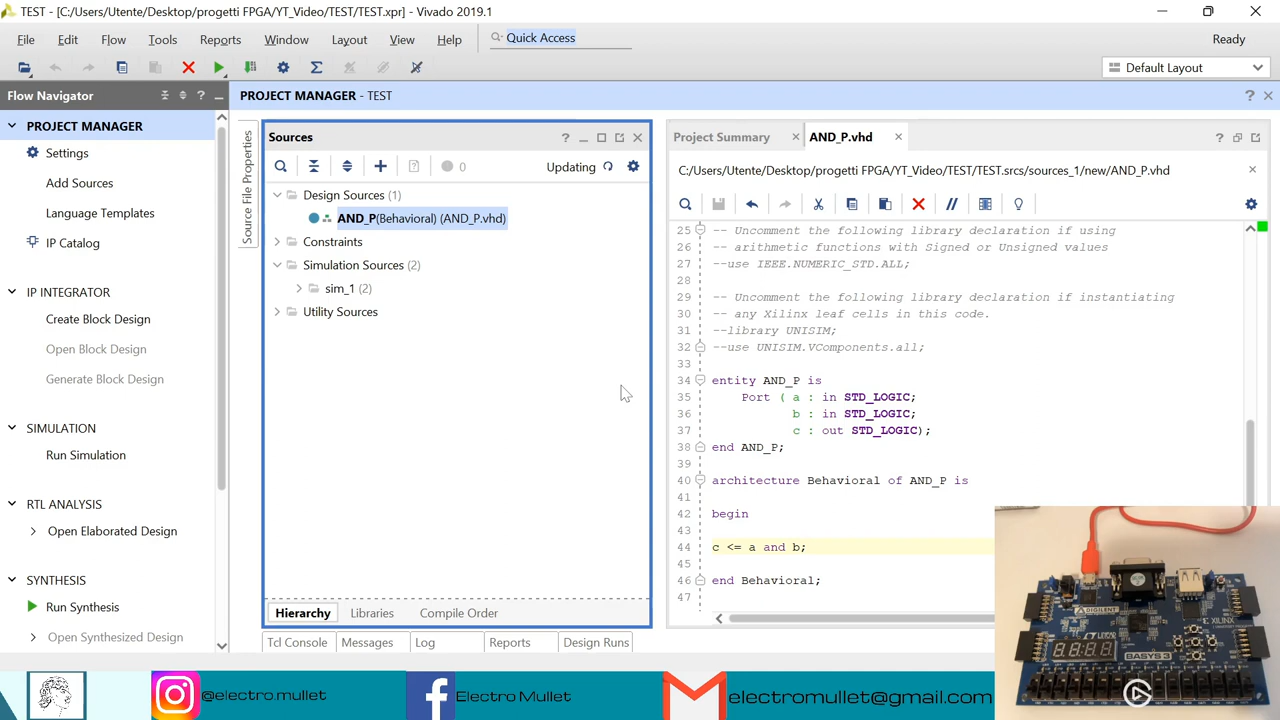 TEST - [C:/Users/Utente/Desktop/progetti FPGA/YT_Video/TEST/TEST.xpr] - Vivado 2019.1
File Edit Flow Tools Reports Window Layout View Help Quick Access Ready
Default Layout
Flow Navigator ?
PROJECT MANAGER - TEST ?
PROJECT MANAGER
Settings
Add Sources
Language Templates
IP Catalog
IP INTEGRATOR
Create Block Design
Open Block Design
Generate Block Design
SIMULATION
Run Simulation
RTL ANALYSIS
Open Elaborated Design
SYNTHESIS
Run Synthesis
Open Synthesized Design
Source File Properties
Sources ?
0 Updating
Design Sources (1)
AND_P(Behavioral) (AND_P.vhd)
Constraints
Simulation Sources (2)
sim_1 (2)
Utility Sources
Hierarchy Libraries Compile Order
Tcl Console Messages Log Reports Design Runs
Project Summary AND_P.vhd ?
C:/Users/Utente/Desktop/progetti FPGA/YT_Video/TEST/TEST.srcs/sources_1/new/AND_P.vhd
25 -- Uncomment the following library declaration if using
26 -- arithmetic functions with Signed or Unsigned values
27 --use IEEE.NUMERIC_STD.ALL;
28
29 -- Uncomment the following library declaration if instantiating
30 -- any Xilinx leaf cells in this code.
31 --library UNISIM;
32 --use UNISIM.VComponents.all;
33
34 entity AND_P is
35 Port ( a : in STD_LOGIC;
36 b : in STD_LOGIC;
37 c : out STD_LOGIC);
38 end AND_P;
39
40 architecture Behavioral of AND_P is
41
42 begin
43
44 c <= a and b;
45
46 end Behavioral;
47
DIGILENT
XILINX
BASYS 3
@electro.mullet
Electro Mullet
electromullet@gmail.com